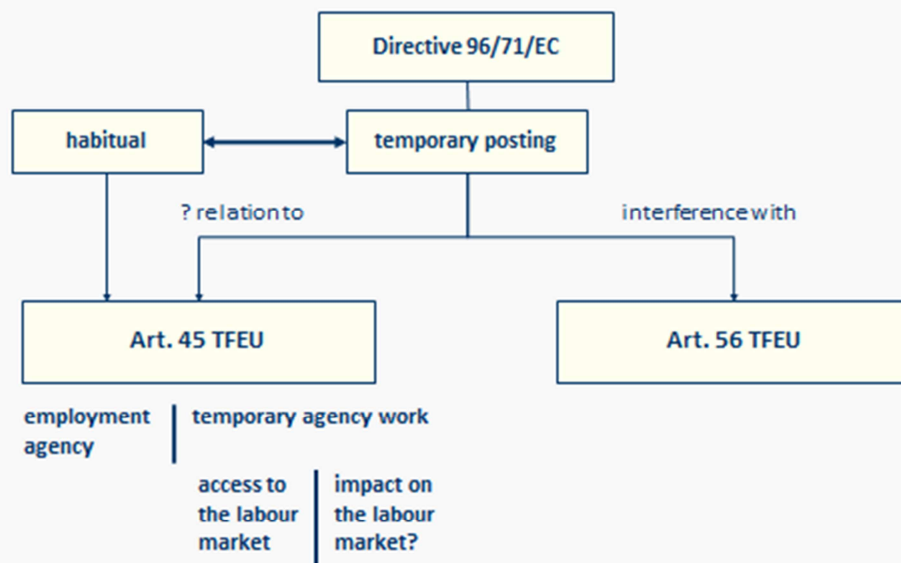 Directive 96/71/EC
habitual
temporary posting
? relation to
interference with
Art. 45 TFEU
Art. 56 TFEU
employment
agency
temporary agency work
access to
the labour
market
impact on
the labour
market?